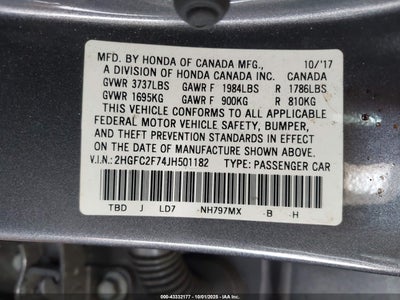 MFD. BY HONDA OF CANADA MFG., 10/'17
A DIVISION OF HONDA CANADA INC. CANADA
GVWR 3737LBS GAWR F 1984LBS R 1786LBS
GVWR 1695KG GAWR F 900KG R 810KG
THIS VEHICLE CONFORMS TO ALL APPLICABLE
FEDERAL MOTOR VEHICLE SAFETY, BUMPER,
AND THEFT PREVENTION STANDARDS IN EFFECT
ON THE DATE OF MANUFACTURE SHOWN ABOVE.
V.I.N.: 2HGFC2F74JH501182 TYPE: PASSENGER CAR
TBD J LD7 NH797MX B H
000-43332177 - 10/01/2025 - IAA Inc.